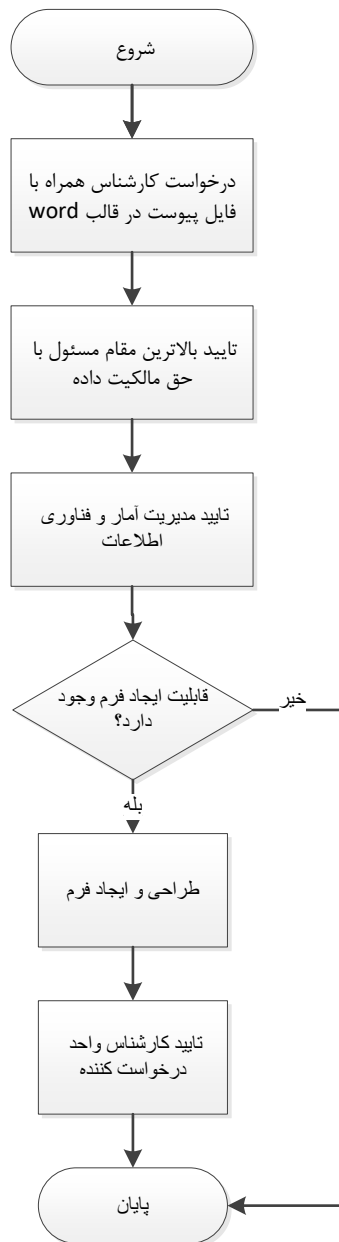 شروع
درخواست کارشناس همراه با
فایل پیوست در قالب word
تایید بالاترین مقام مسئول با
حق مالکیت داده
تایید مدیریت آمار و فناوری
اطلاعات
قابلیت ایجاد فرم وجود
دارد؟
خیر
بله
طراحی و ایجاد فرم
تایید کارشناس واحد
درخواست کننده
پایان